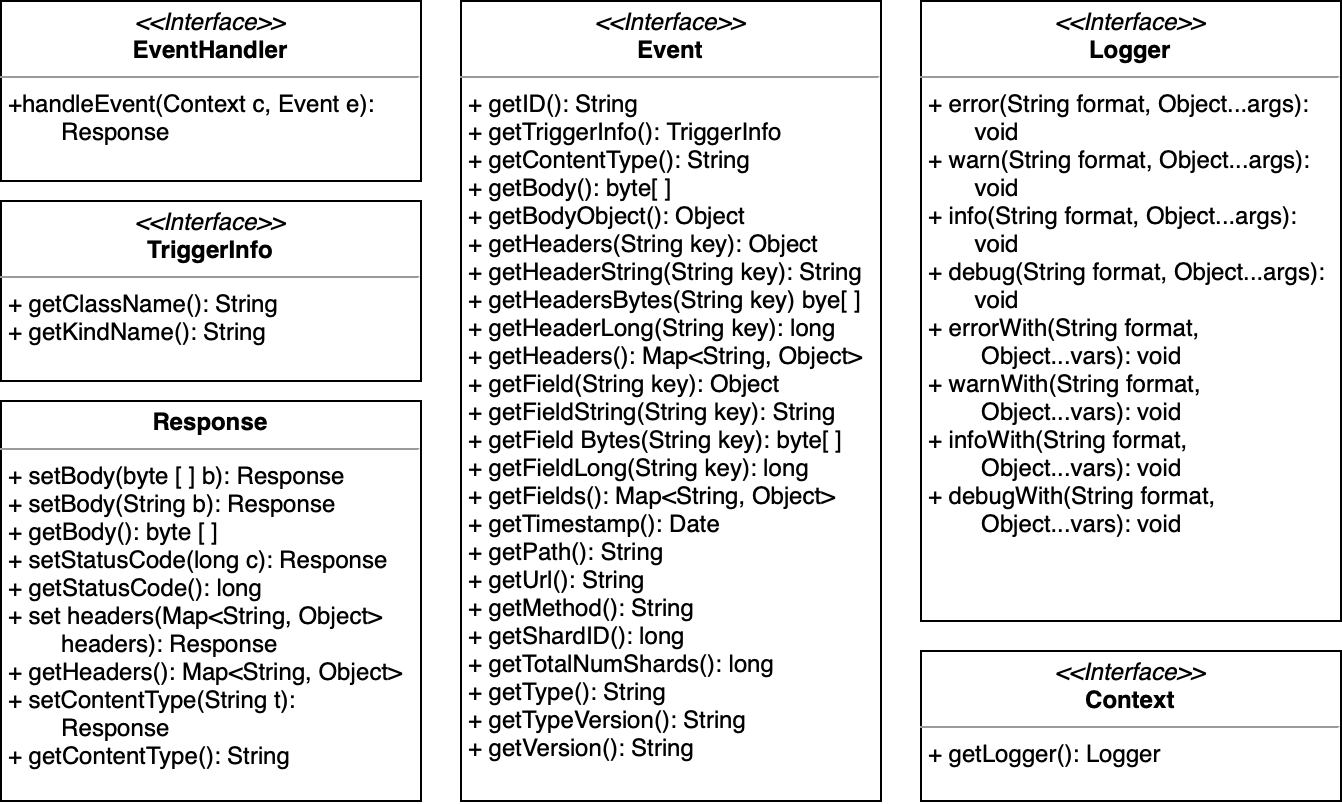 <<Interface>>
EventHandler
+handleEvent(Context c, Event e):
Response
<<Interface>>
TriggerInfo
+ getClassName(): String
+ getKindName(): String
Response
+ setBody(byte [ ] b): Response
+ setBody(String b): Response
+ getBody(): byte [ ]
+ setStatusCode(long c): Response
+ getStatusCode(): long
+ set headers(Map<String, Object>
headers): Response
+ getHeaders(): Map<String, Object>
+ setContentType(String t):
Response
+ getContentType(): String
<<Interface>>
Event
+ getID(): String
+ getTriggerInfo(): TriggerInfo
+ getContentType(): String
+ getBody(): byte[ ]
+ getBodyObject(): Object
+ getHeaders(String key): Object
+ getHeaderString(String key): String
+ getHeadersBytes(String key) bye[ ]
+ getHeaderLong(String key): long
+ getHeaders(): Map<String, Object>
+ getField(String key): Object
+ getFieldString(String key): String
+ getField Bytes(String key): byte[ ]
+ getFieldLong(String key): long
+ getFields(): Map<String, Object>
+ getTimestamp(): Date
+ getPath(): String
+ getUrl(): String
+ getMethod(): String
+ getShardID(): long
+ getTotalNumShards(): long
+ getType(): String
+ getTypeVersion(): String
+ getVersion(): String
<<Interface>>
Logger
+ error(String format, Object...args):
void
+ warn(String format, Object...args):
void
+ info(String format, Object...args):
void
+ debug(String format, Object...args):
void
+ errorWith(String format,
Object...vars): void
+ warnWith(String format,
Object...vars): void
+ infoWith(String format,
Object...vars): void
+ debugWith(String format,
Object...vars): void
<<Interface>>
Context
+ getLogger(): Logger